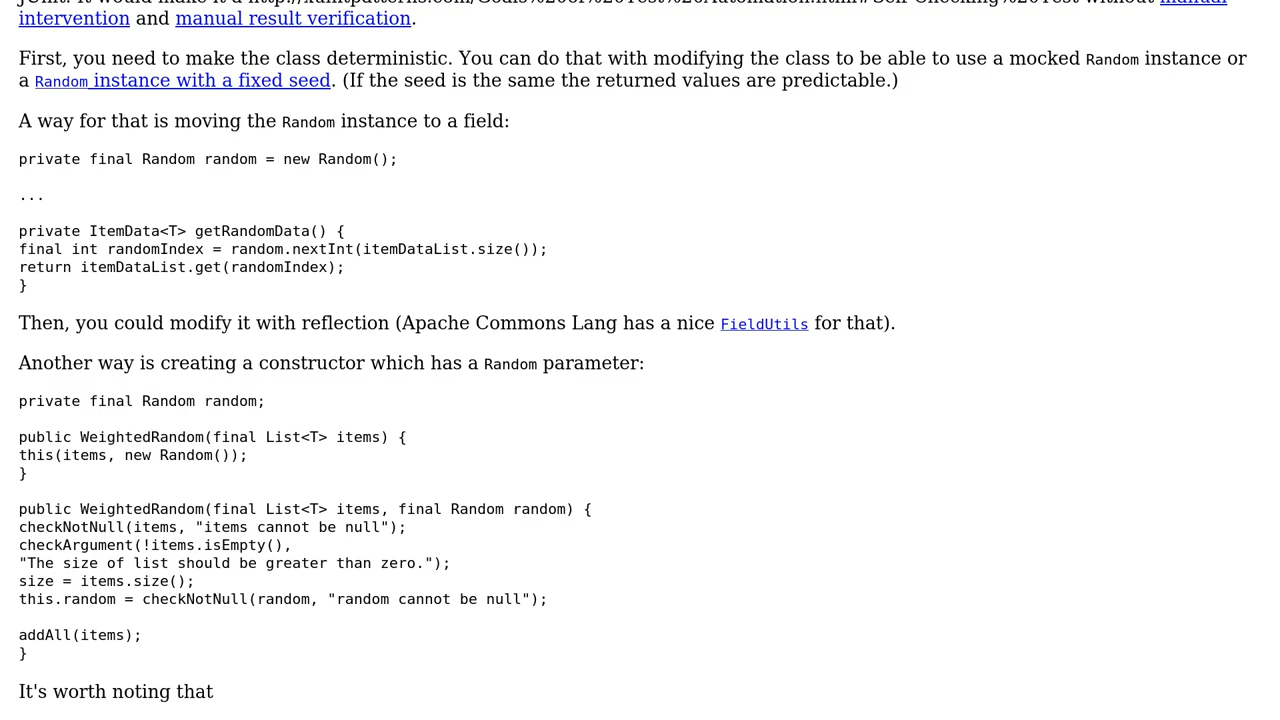 intervention and manual result verification.
First, you need to make the class deterministic. You can do that with modifying the class to be able to use a mocked Random instance or
a Random instance with a fixed seed. (If the seed is the same the returned values are predictable.)
A way for that is moving the Random instance to a field:
private final Random random = new Random();
...
private ItemData<T> getRandomData() {
final int randomIndex = random.nextInt(itemDataList.size());
return itemDataList.get(randomIndex);
}
Then, you could modify it with reflection (Apache Commons Lang has a nice FieldUtils for that).
Another way is creating a constructor which has a Random parameter:
private final Random random;
public WeightedRandom(final List<T> items) {
this(items, new Random());
}
public WeightedRandom(final List<T> items, final Random random) {
checkNotNull(items, "items cannot be null");
checkArgument(!items.isEmpty(),
"The size of list should be greater than zero.");
size = items.size();
this.random = checkNotNull(random, "random cannot be null");
addAll(items);
}
It's worth noting that